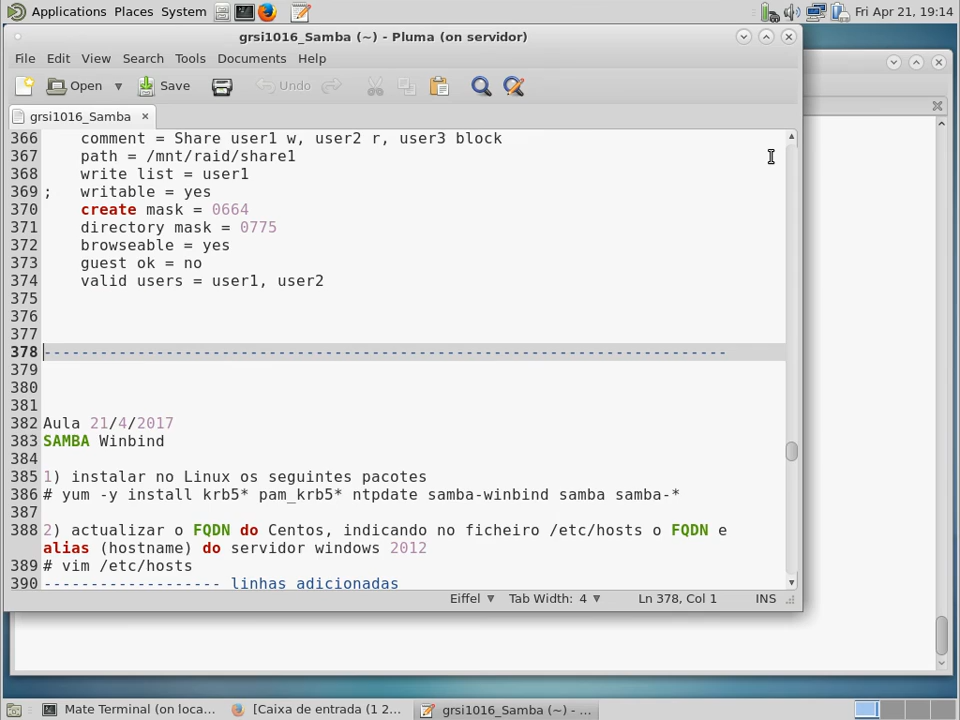 Applications Places System Fri Apr 21, 19:14
grsi1016_Samba (~) - Pluma (on servidor)
File Edit View Search Tools Documents Help
Open Save Undo
grsi1016_Samba ×
366 comment = Share user1 w, user2 r, user3 block
367 path = /mnt/raid/share1
368 write list = user1
369 ; writable = yes
370 create mask = 0664
371 directory mask = 0775
372 browseable = yes
373 guest ok = no
374 valid users = user1, user2
375
376
377
378 -------------------------------------------------------------------------
379
380
381
382 Aula 21/4/2017
383 SAMBA Winbind
384
385 1) instalar no Linux os seguintes pacotes
386 # yum -y install krb5* pam_krb5* ntpdate samba-winbind samba samba-*
387
388 2) actualizar o FQDN do Centos, indicando no ficheiro /etc/hosts o FQDN e
alias (hostname) do servidor windows 2012
389 # vim /etc/hosts
390 ------------------- linhas adicionadas
Eiffel Tab Width: 4 Ln 378, Col 1 INS
Mate Terminal (on loca... [Caixa de entrada (1 2... grsi1016_Samba (~) - ...